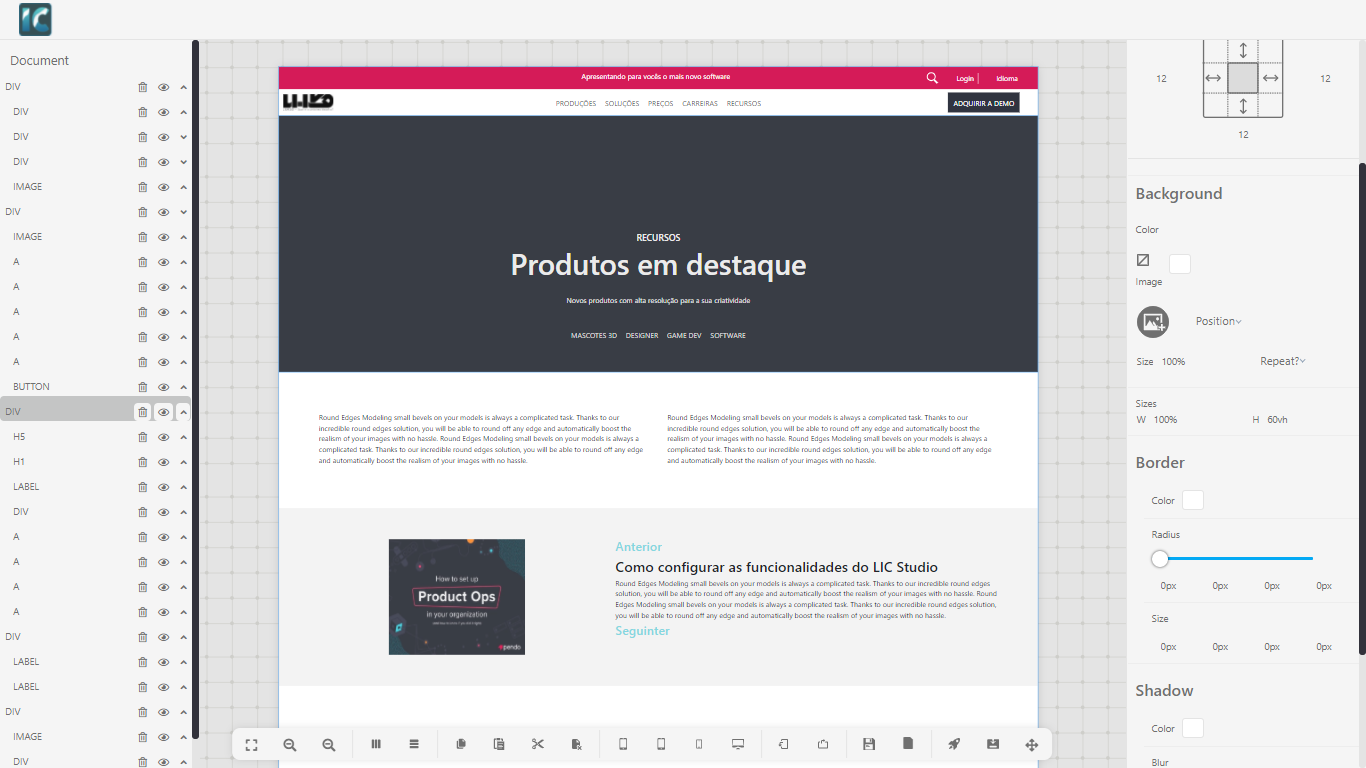 IC
Document
DIV
DIV
DIV
DIV
IMAGE
DIV
IMAGE
A
A
A
A
A
BUTTON
DIV
H5
H1
LABEL
DIV
A
A
A
A
DIV
LABEL
LABEL
DIV
IMAGE
DIV
Apresentando para vocês o mais novo software
Login | Idioma
PRODUÇÕES SOLUÇÕES PREÇOS CARREIRAS RECURSOS
ADQUIRIR A DEMO
RECURSOS
Produtos em destaque
Novos produtos com alta resolução para a sua criatividade
MASCOTES 3D DESIGNER GAME DEV SOFTWARE
Round Edges Modeling small bevels on your models is always a complicated task. Thanks to our
incredible round edges solution, you will be able to round off any edge and automatically boost the
realism of your images with no hassle. Round Edges Modeling small bevels on your models is always a
complicated task. Thanks to our incredible round edges solution, you will be able to round off any edge
and automatically boost the realism of your images with no hassle.
Round Edges Modeling small bevels on your models is always a complicated task. Thanks to our
incredible round edges solution, you will be able to round off any edge and automatically boost the
realism of your images with no hassle. Round Edges Modeling small bevels on your models is always a
complicated task. Thanks to our incredible round edges solution, you will be able to round off any edge
and automatically boost the realism of your images with no hassle.
How to set up
Product Ops
in your organization
pendo
Anterior
Como configurar as funcionalidades do LIC Studio
Round Edges Modeling small bevels on your models is always a complicated task. Thanks to our incredible round edges
solution, you will be able to round off any edge and automatically boost the realism of your images with no hassle. Round
Edges Modeling small bevels on your models is always a complicated task. Thanks to our incredible round edges solution,
you will be able to round off any edge and automatically boost the realism of your images with no hassle.
Seguinter
12 12
12
Background
Color
Image
Position
Size 100% Repeat?
Sizes
W 100% H 60vh
Border
Color
Radius
0px 0px 0px 0px
Size
0px 0px 0px 0px
Shadow
Color
Blur